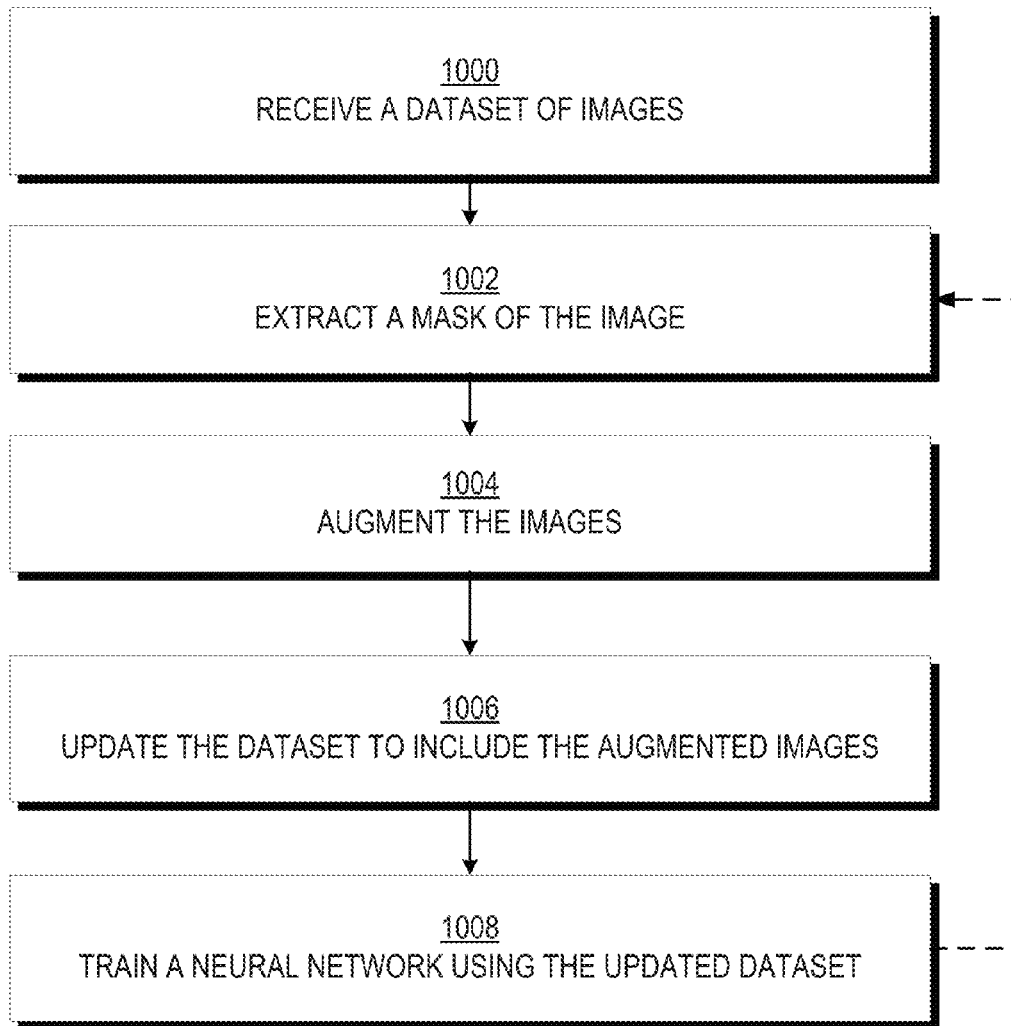 1000
RECEIVE A DATASET OF IMAGES
1002
EXTRACT A MASK OF THE IMAGE
1004
AUGMENT THE IMAGES
1006
UPDATE THE DATASET TO INCLUDE THE AUGMENTED IMAGES
1008
TRAIN A NEURAL NETWORK USING THE UPDATED DATASET